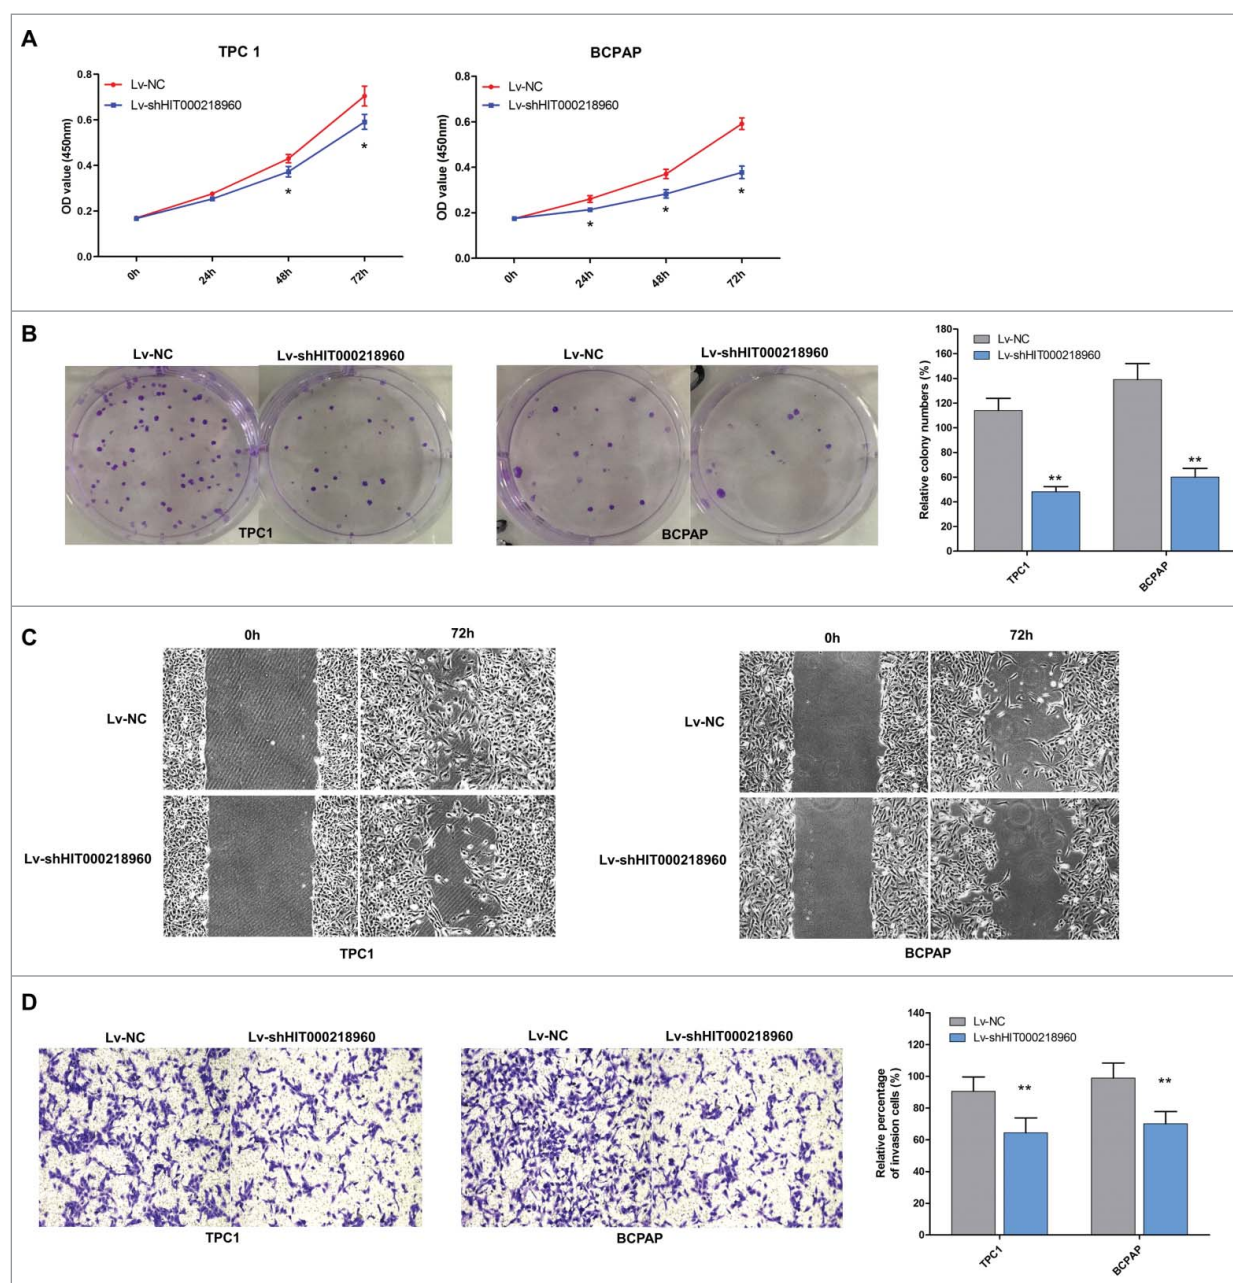 A
TPC 1
Lv-NC
Lv-shHIT000218960
OD value (450nm)
0.8
0.6
0.4
0.2
0.0
*
*
0h
24h
48h
72h
BCPAP
Lv-NC
Lv-shHIT000218960
OD value (450nm)
0.8
0.6
0.4
0.2
0.0
*
*
*
0h
24h
48h
72h
B
Lv-NC
Lv-shHIT000218960
TPC1
Lv-NC
Lv-shHIT000218960
BCPAP
Relative colony numbers (%)
180
160
140
120
100
80
60
40
20
0
Lv-NC
Lv-shHIT000218960
**
**
TPC1
BCPAP
C
0h
72h
Lv-NC
Lv-shHIT000218960
TPC1
0h
72h
Lv-NC
Lv-shHIT000218960
BCPAP
D
Lv-NC
Lv-shHIT000218960
TPC1
Lv-NC
Lv-shHIT000218960
BCPAP
Relative percentage
of invasion cells (%)
140
120
100
80
60
40
20
0
Lv-NC
Lv-shHIT000218960
**
**
TPC1
BCPAP